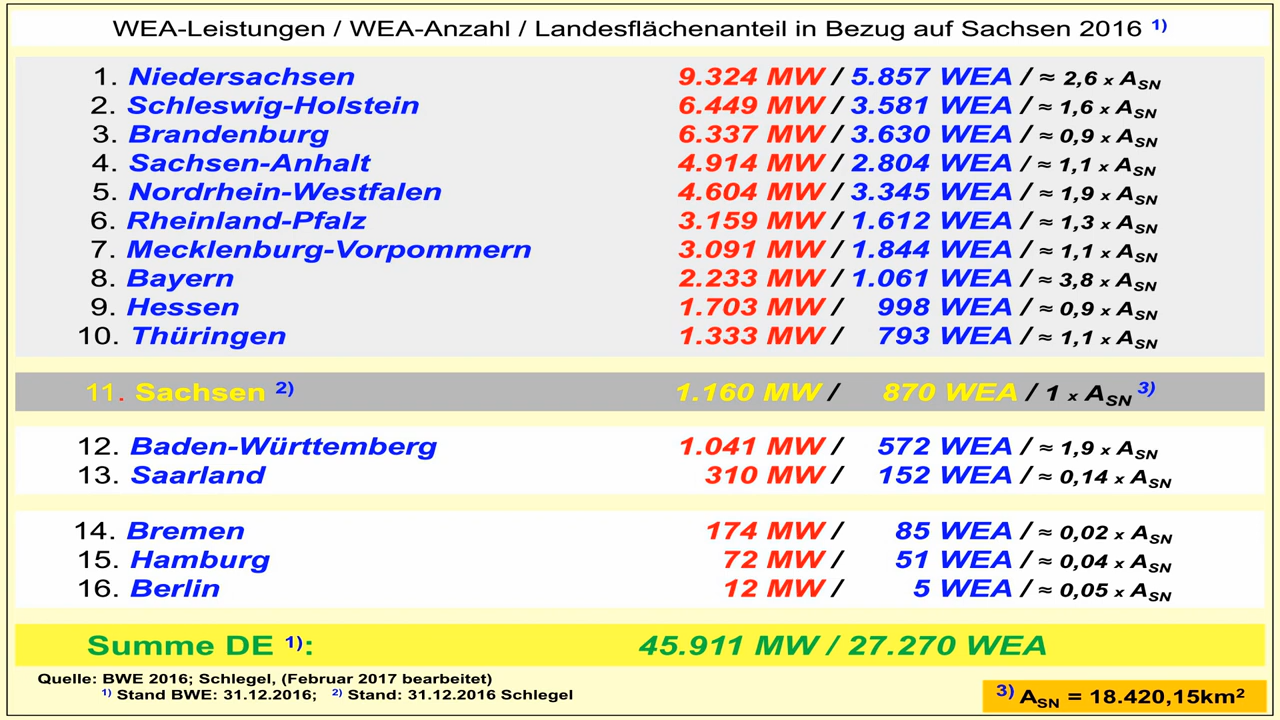 WEA-Leistungen / WEA-Anzahl / Landesflächenanteil in Bezug auf Sachsen 2016 1)
1. Niedersachsen 9.324 MW / 5.857 WEA / ≈ 2,6 x ASN
2. Schleswig-Holstein 6.449 MW / 3.581 WEA / ≈ 1,6 x ASN
3. Brandenburg 6.337 MW / 3.630 WEA / ≈ 0,9 x ASN
4. Sachsen-Anhalt 4.914 MW / 2.804 WEA / ≈ 1,1 x ASN
5. Nordrhein-Westfalen 4.604 MW / 3.345 WEA / ≈ 1,9 x ASN
6. Rheinland-Pfalz 3.159 MW / 1.612 WEA / ≈ 1,3 x ASN
7. Mecklenburg-Vorpommern 3.091 MW / 1.844 WEA / ≈ 1,1 x ASN
8. Bayern 2.233 MW / 1.061 WEA / ≈ 3,8 x ASN
9. Hessen 1.703 MW / 998 WEA / ≈ 0,9 x ASN
10. Thüringen 1.333 MW / 793 WEA / ≈ 1,1 x ASN
11. Sachsen 2) 1.160 MW / 870 WEA / 1 x ASN 3)
12. Baden-Württemberg 1.041 MW / 572 WEA / ≈ 1,9 x ASN
13. Saarland 310 MW / 152 WEA / ≈ 0,14 x ASN
14. Bremen 174 MW / 85 WEA / ≈ 0,02 x ASN
15. Hamburg 72 MW / 51 WEA / ≈ 0,04 x ASN
16. Berlin 12 MW / 5 WEA / ≈ 0,05 x ASN
Summe DE 1): 45.911 MW / 27.270 WEA
Quelle: BWE 2016; Schlegel, (Februar 2017 bearbeitet)
1) Stand BWE: 31.12.2016; 2) Stand: 31.12.2016 Schlegel
3) ASN = 18.420,15km²